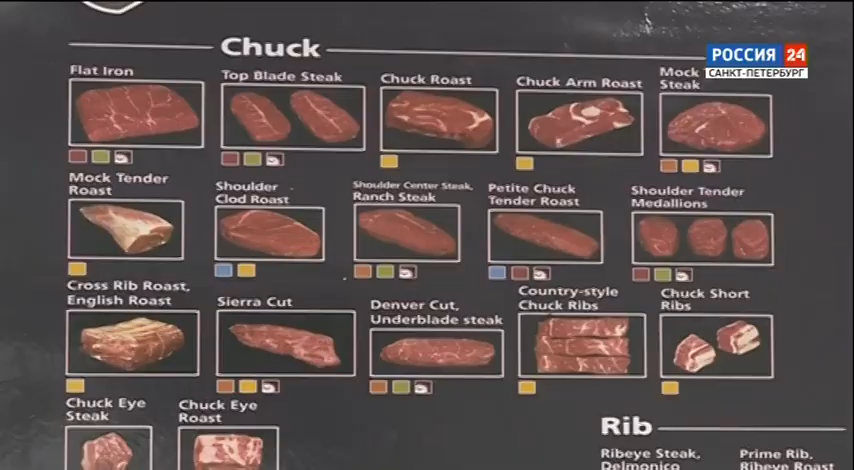 Chuck
РОССИЯ 24
САНКТ-ПЕТЕРБУРГ
Flat Iron
Top Blade Steak
Chuck Roast
Chuck Arm Roast
Mock
Steak
Mock Tender
Roast
Shoulder
Clod Roast
Shoulder Center Steak,
Ranch Steak
Petite Chuck
Tender Roast
Shoulder Tender
Medallions
Cross Rib Roast,
English Roast
Sierra Cut
Denver Cut,
Underblade steak
Country-style
Chuck Ribs
Chuck Short
Ribs
Chuck Eye
Steak
Chuck Eye
Roast
Rib
Ribeye Steak,
Delmonico
Prime Rib,
Ribeye Roast